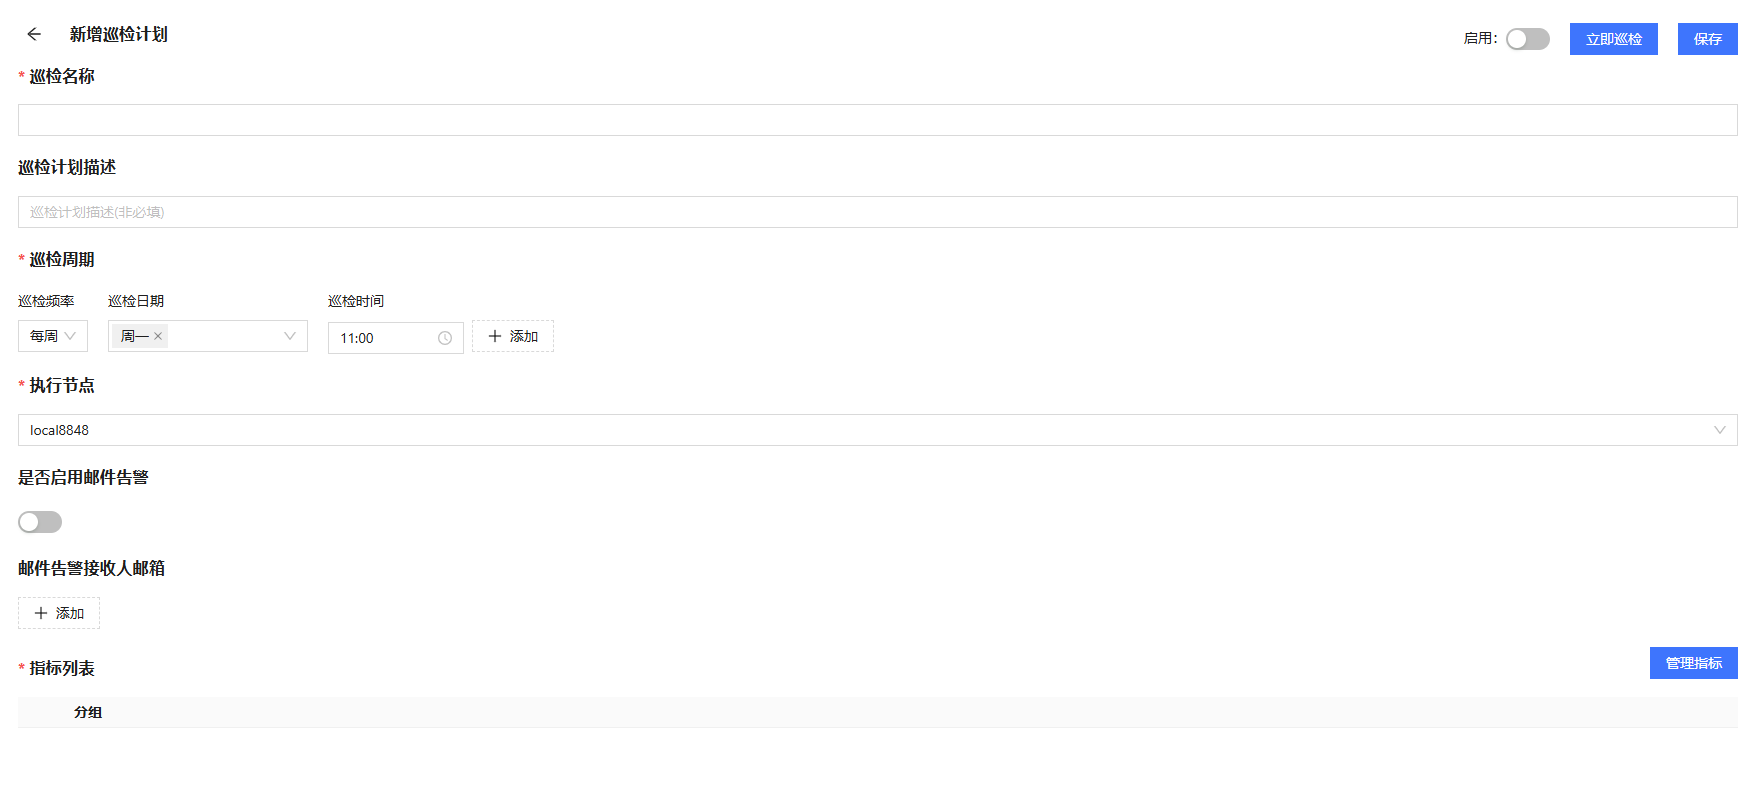 新增巡检计划
启用: 立即巡检 保存
* 巡检名称
巡检计划描述
巡检计划描述(非必填)
* 巡检周期
巡检频率 巡检日期 巡检时间
每周 周一 11:00 添加
* 执行节点
local8848
是否启用邮件告警
邮件告警接收人邮箱
添加
* 指标列表 管理指标
分组